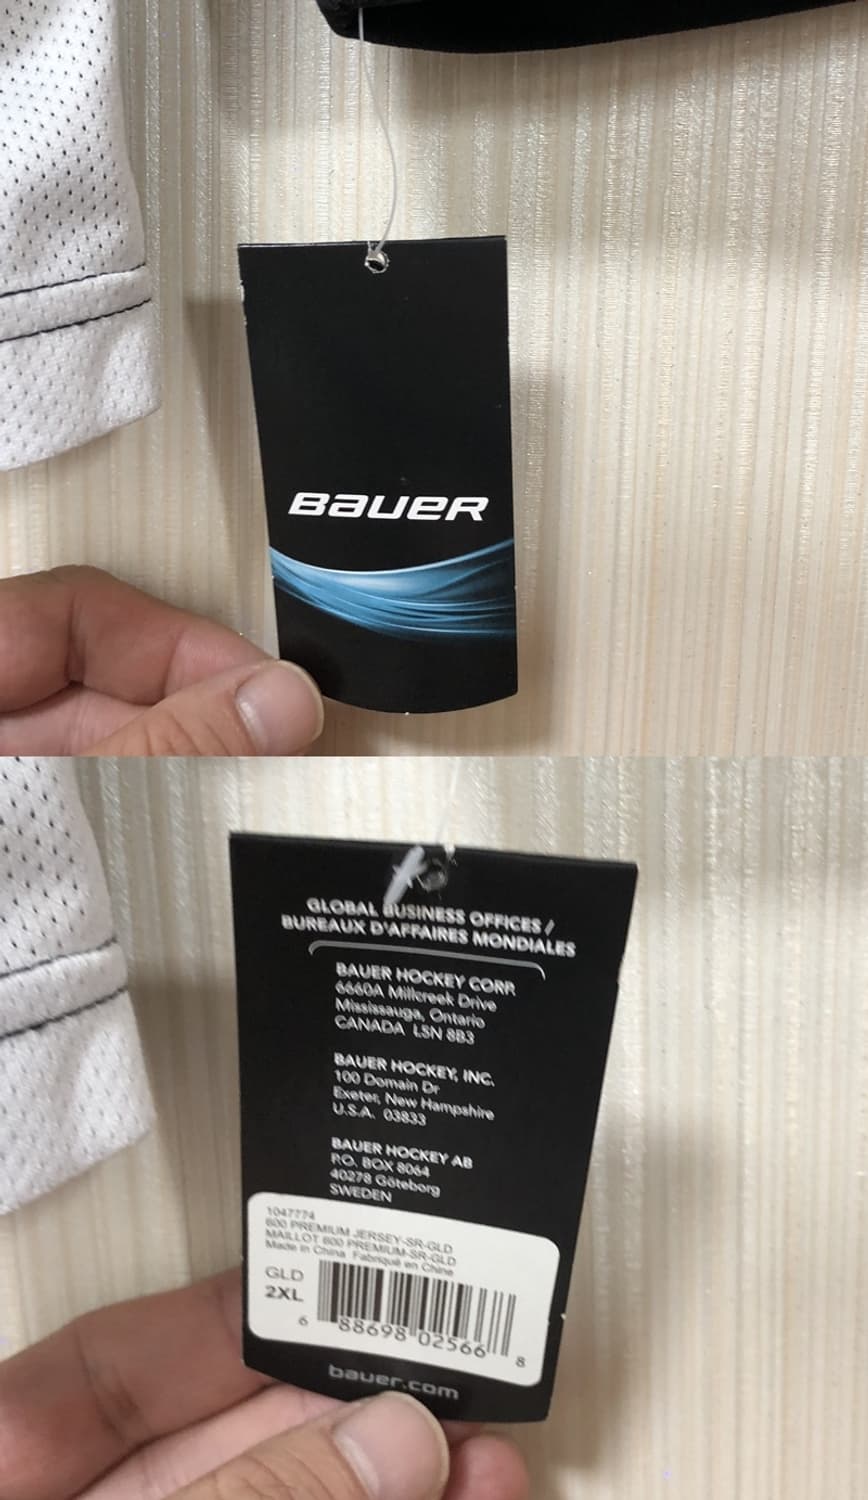 BAUER
GLOBAL BUSINESS OFFICES /
BUREAUX D'AFFAIRES MONDIALES
BAUER HOCKEY CORP.
6660A Millcreek Drive
Mississauga, Ontario
CANADA L5N 8B3
BAUER HOCKEY, INC.
100 Domain Dr
Exeter, New Hampshire
U.S.A. 03833
BAUER HOCKEY AB
P.O. BOX 8064
40278 Göteborg
SWEDEN
1047774
600 PREMIUM JERSEY-SR-GLD
MAILLOT 600 PREMIUM-SR-GLD
Made in China Fabriqué en Chine
GLD
2XL
6 88698 02566 8
bauer.com